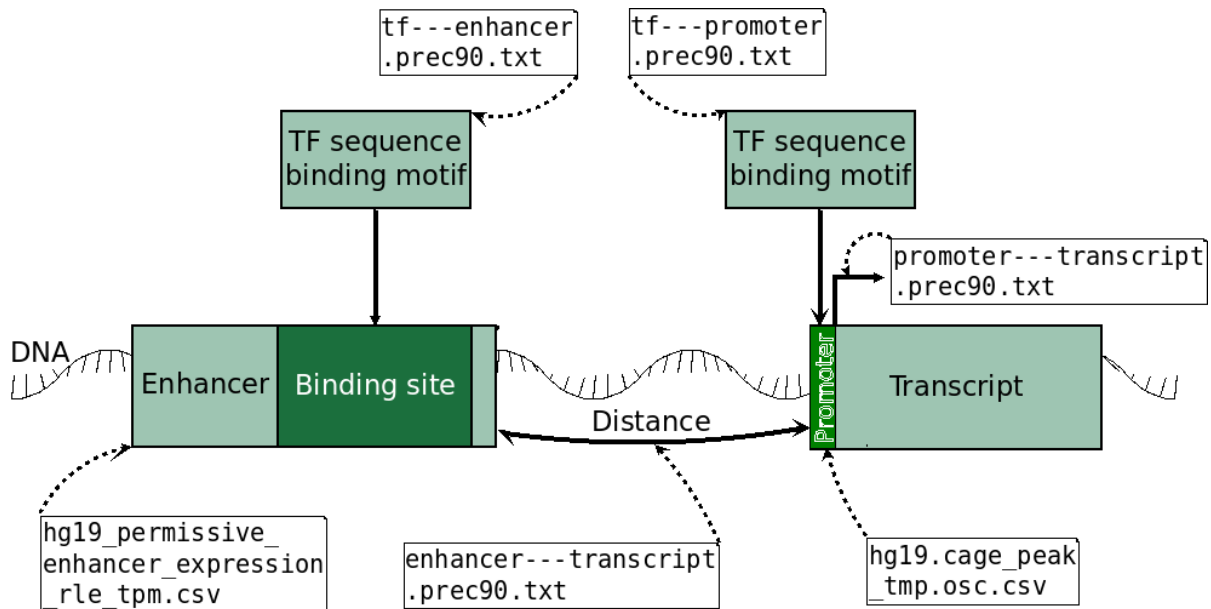 tf---enhancer
.prec90.txt
tf---promoter
.prec90.txt
TF sequence
binding motif
TF sequence
binding motif
promoter---transcript
.prec90.txt
DNA
Enhancer
Binding site
Promoter
Transcript
Distance
hg19_permissive_
enhancer_expression
_rle_tpm.csv
enhancer---transcript
.prec90.txt
hg19.cage_peak
_tmp.osc.csv